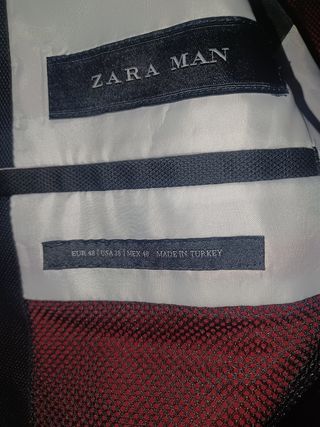 ZARA MAN
EUR 48 | USA 38 | MEX 48 MADE IN TURKEY